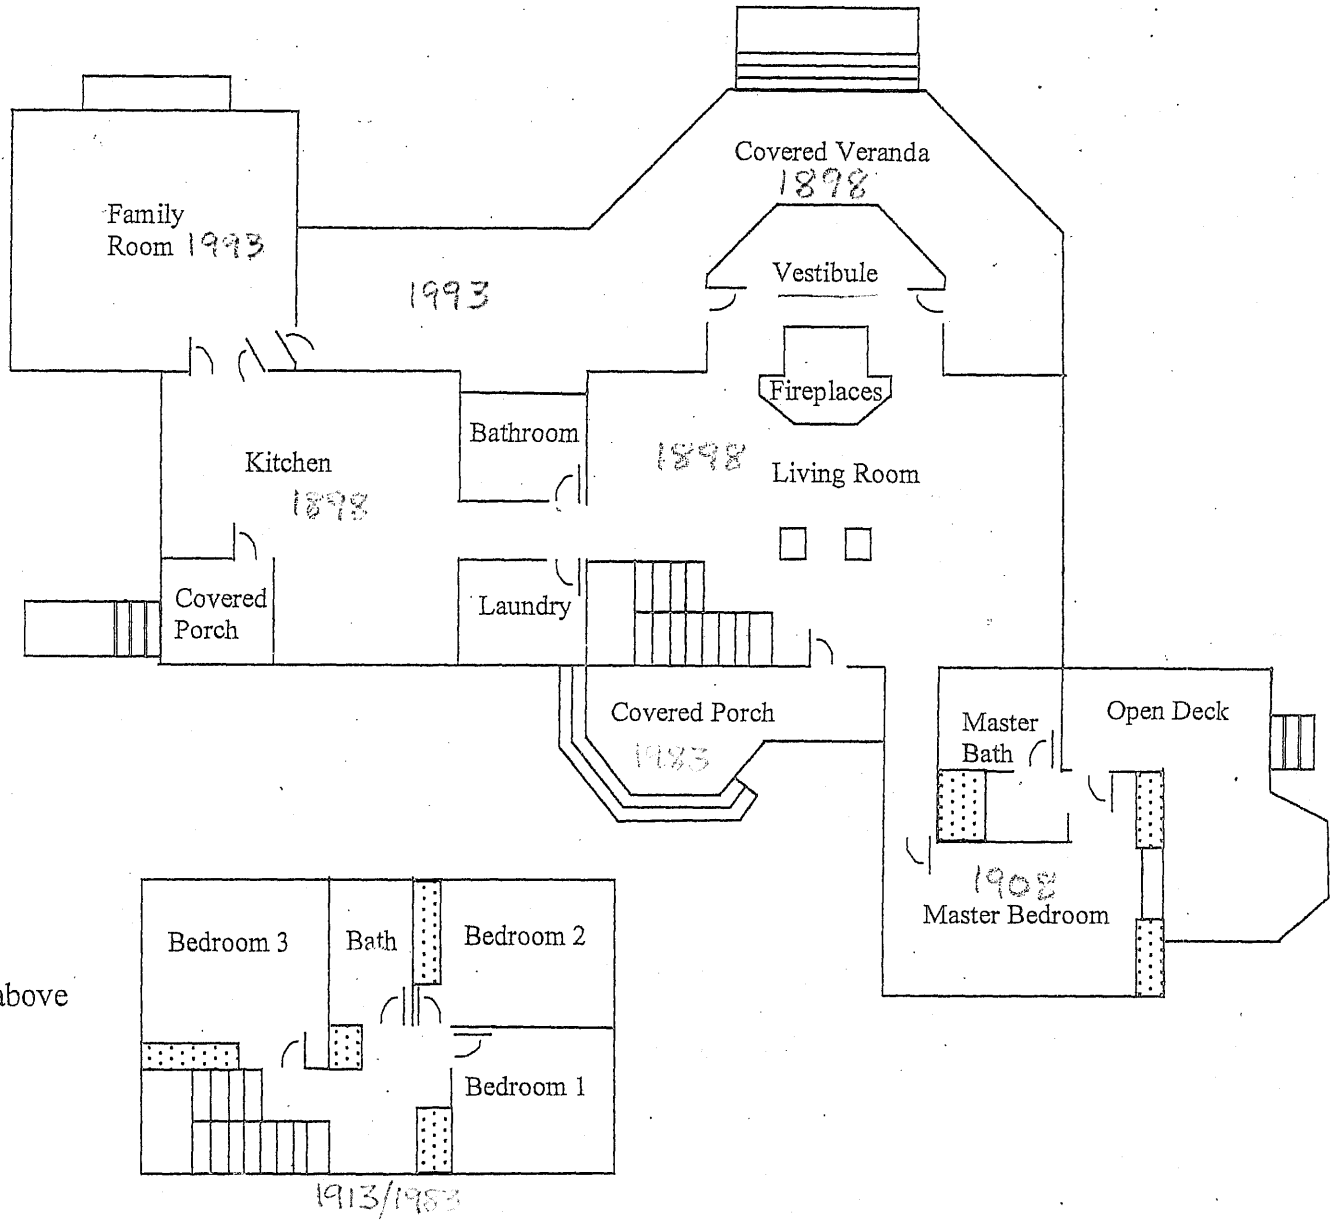 Covered Veranda
1898
Family
Room 1993
1993
Vestibule
Fireplaces
Bathroom
1898
Living Room
Kitchen
1898
Covered
Porch
Laundry
Covered Porch
1983
Master
Bath
Open Deck
1908
Master Bedroom
Bedroom 3
Bath
Bedroom 2
above
Bedroom 1
1913/1983